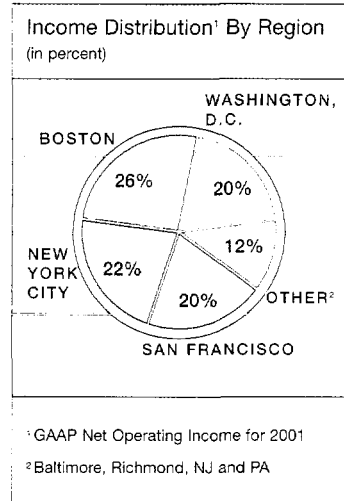 Income Distribution¹ By Region
(in percent)
WASHINGTON,
D.C.
BOSTON
26%
20%
12%
NEW
YORK
CITY
22%
20%
OTHER²
SAN FRANCISCO
¹ GAAP Net Operating Income for 2001
² Baltimore, Richmond, NJ and PA